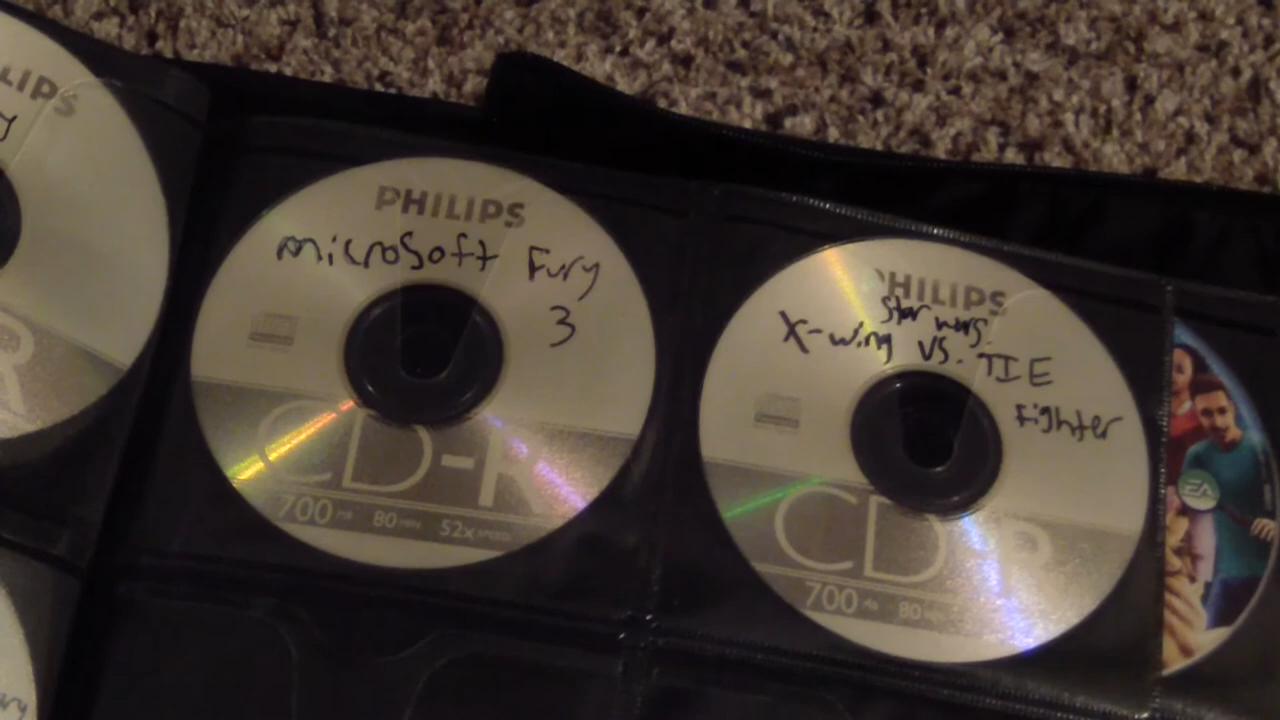 PHILIPS
microsoft Fury
3
CD-R
700 MB 80 MIN 52x SPEED
PHILIPS
Star wars
X-wing vs. TIE
Fighter
CD-R
700 MB 80 MIN
EA
LIPS
y
R
ary